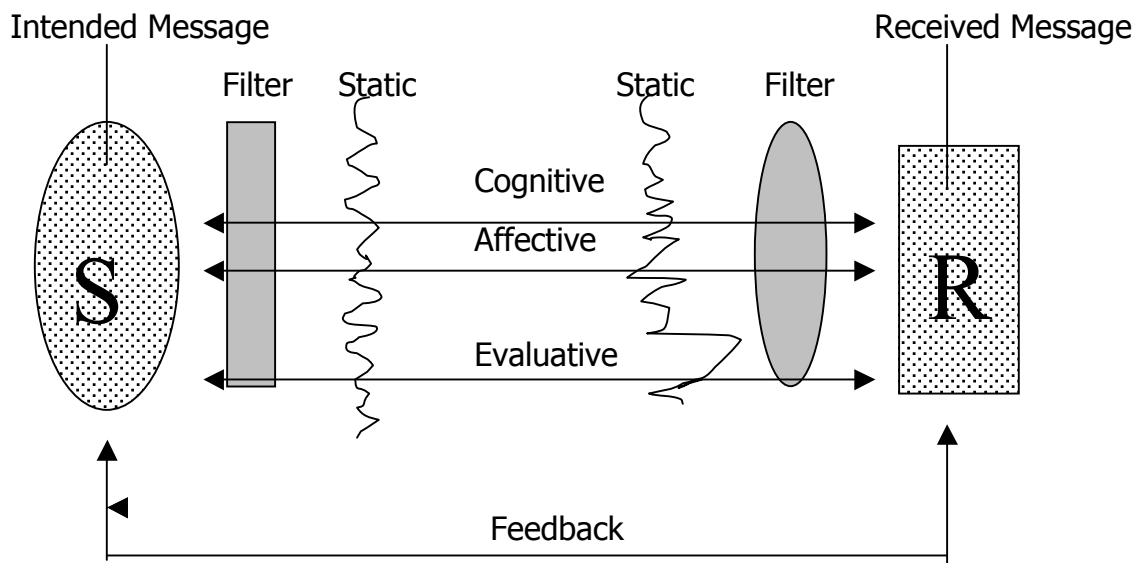 Intended Message
Received Message
Filter
Static
Static
Filter
Cognitive
Affective
S
R
Evaluative
Feedback